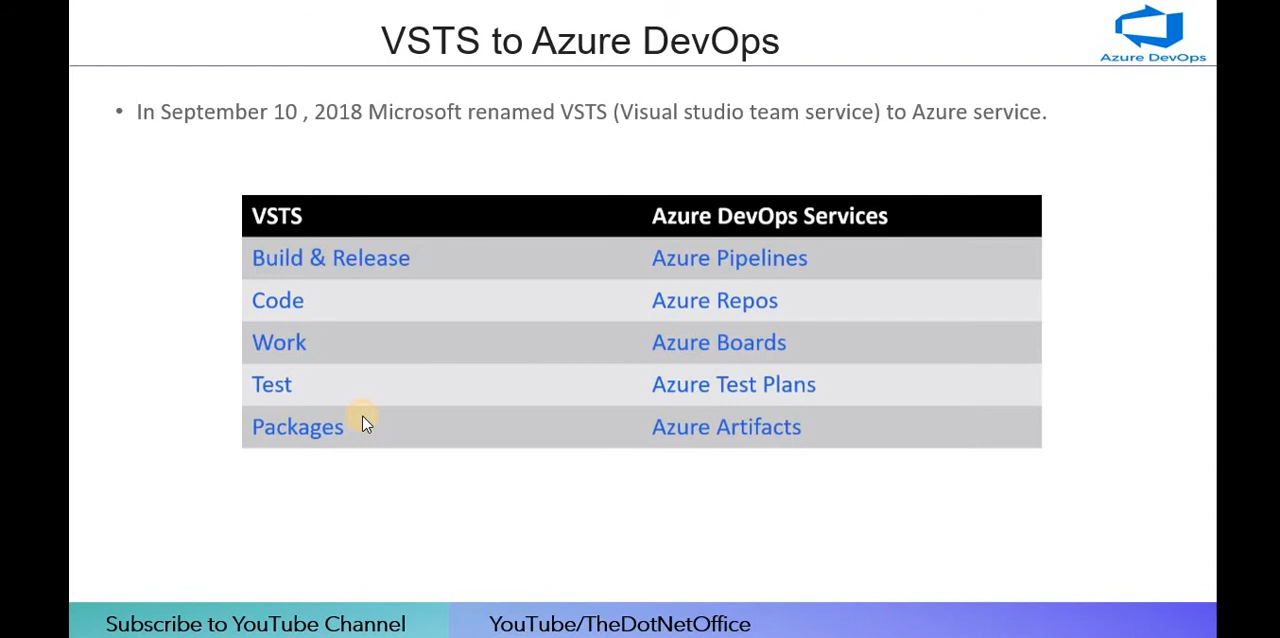 VSTS to Azure DevOps
Azure DevOps
• In September 10 , 2018 Microsoft renamed VSTS (Visual studio team service) to Azure service.
VSTS Azure DevOps Services
Build & Release Azure Pipelines
Code Azure Repos
Work Azure Boards
Test Azure Test Plans
Packages Azure Artifacts
Subscribe to YouTube Channel YouTube/TheDotNetOffice